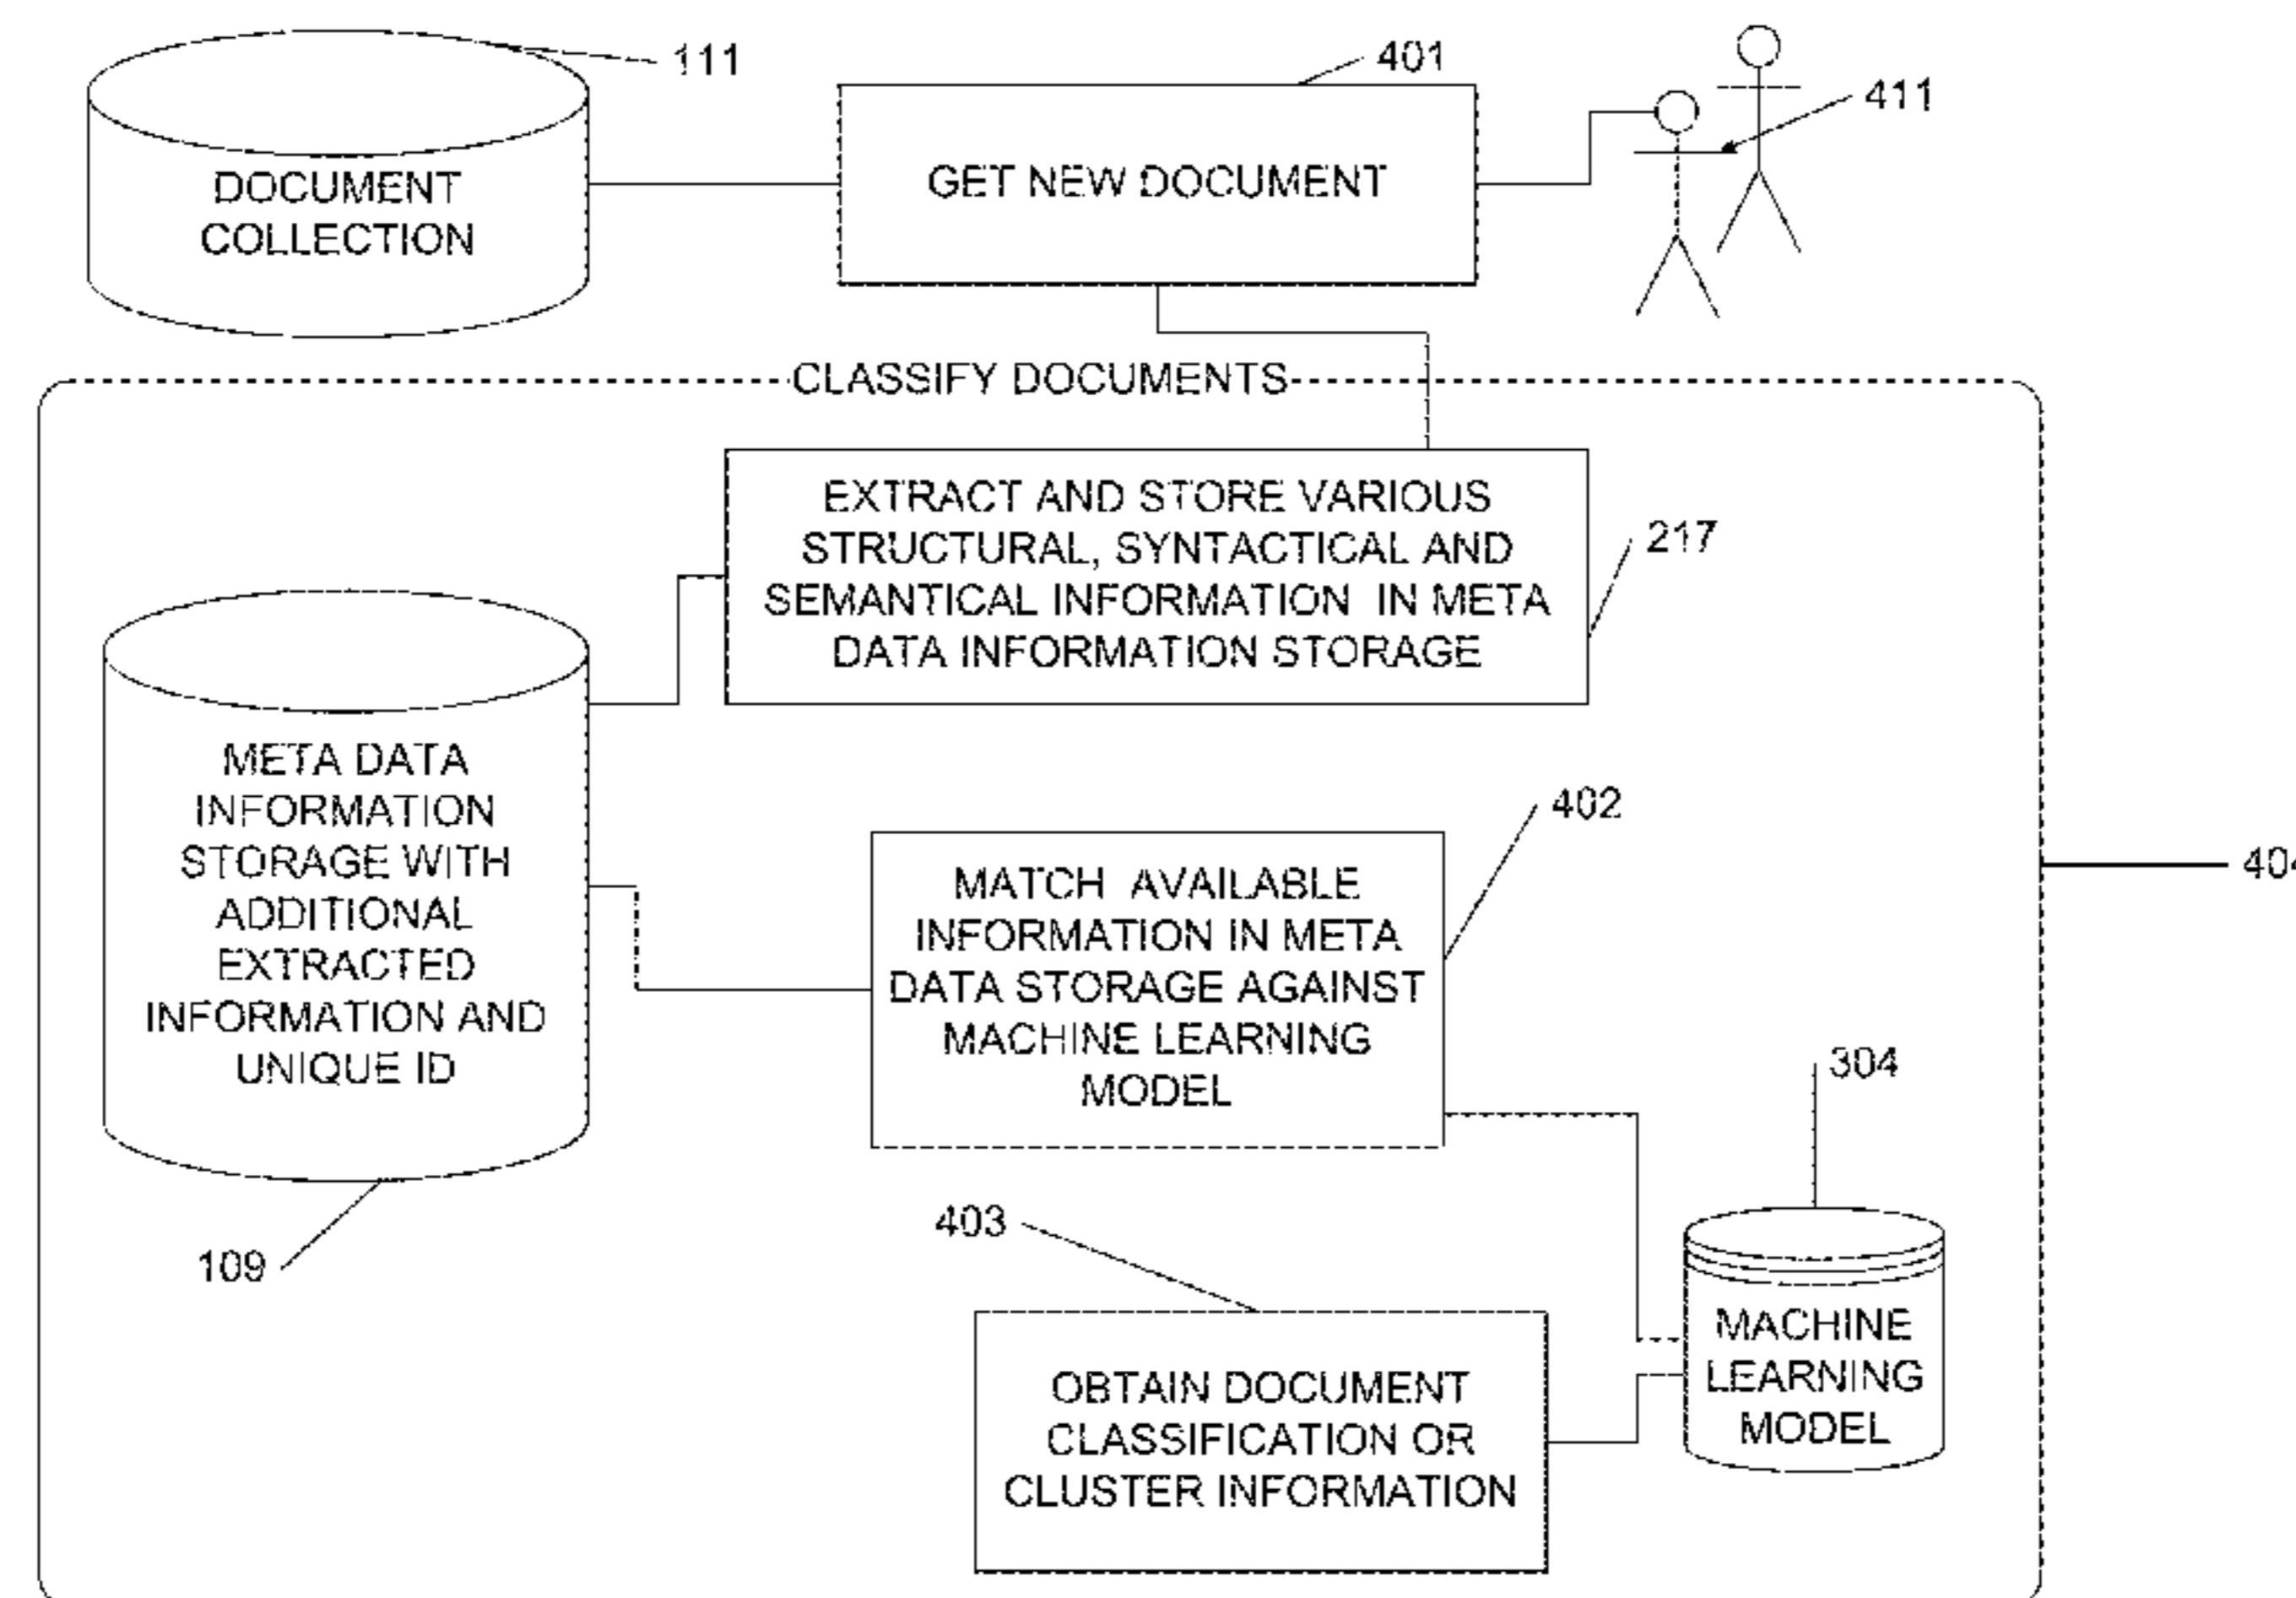 111
401
411
DOCUMENT
COLLECTION
GET NEW DOCUMENT
CLASSIFY DOCUMENTS
EXTRACT AND STORE VARIOUS
STRUCTURAL, SYNTACTICAL AND
SEMANTICAL INFORMATION IN META
DATA INFORMATION STORAGE
217
META DATA
INFORMATION
STORAGE WITH
ADDITIONAL
EXTRACTED
INFORMATION AND
UNIQUE ID
402
MATCH AVAILABLE
INFORMATION IN META
DATA STORAGE AGAINST
MACHINE LEARNING
MODEL
404
304
109
403
MACHINE
LEARNING
MODEL
OBTAIN DOCUMENT
CLASSIFICATION OR
CLUSTER INFORMATION